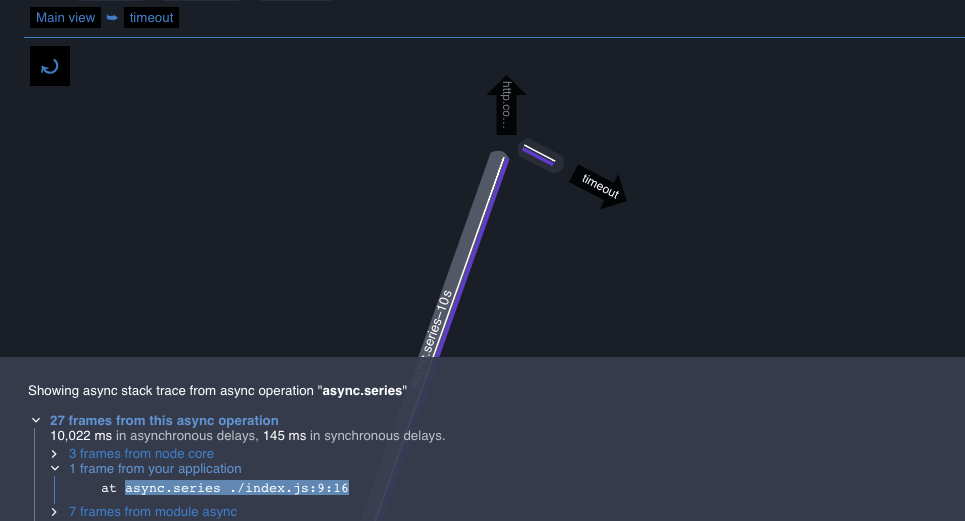 Main view ➥ timeout
http.co...
timeout
async.series–10s
Showing async stack trace from async operation "async.series"
27 frames from this async operation
10,022 ms in asynchronous delays, 145 ms in synchronous delays.
3 frames from node core
1 frame from your application
at async.series ./index.js:9:16
7 frames from module async